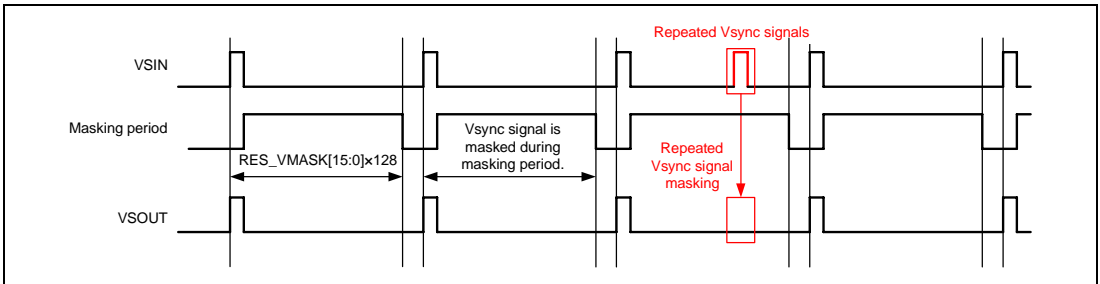 Repeated Vsync signals
VSIN
Masking period
Vsync signal is
masked during
masking period.
RES_VMASK[15:0]×128
Repeated
Vsync signal
masking
VSOUT